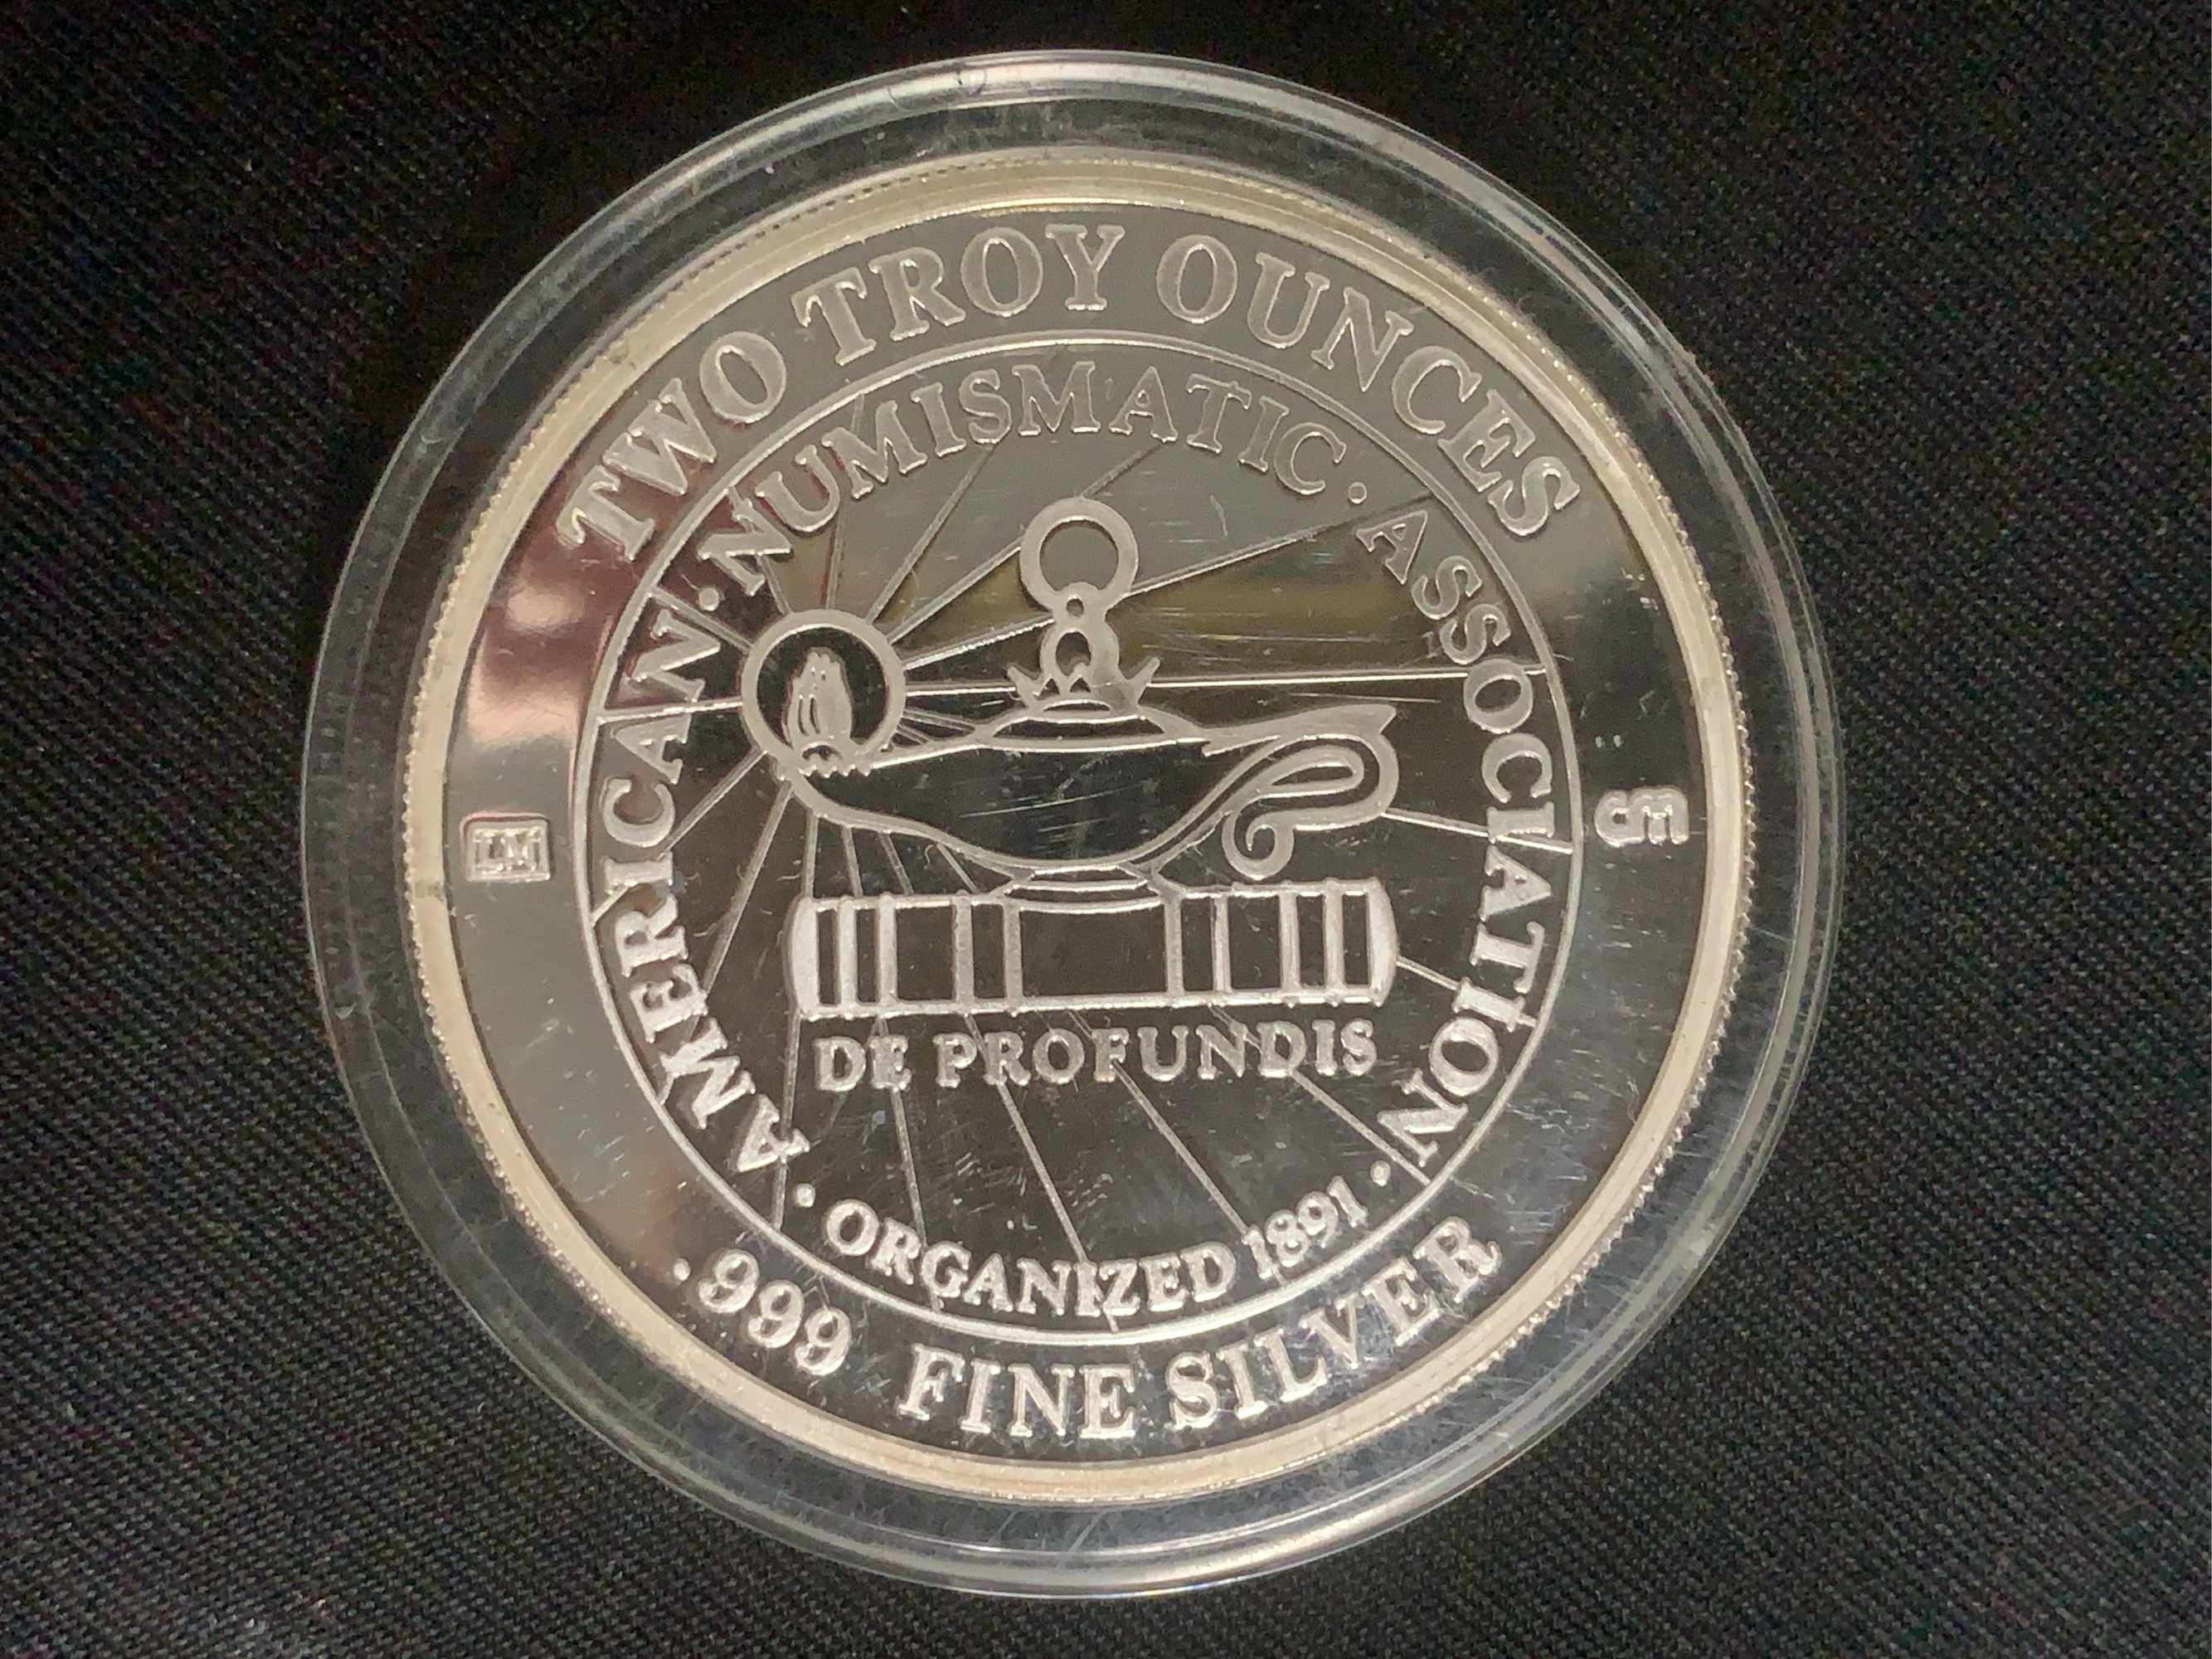 TWO TROY OUNCES
AMERICAN · NUMISMATIC · ASSOCIATION ·
DE PROFUNDIS
· ORGANIZED 1891 ·
.999 FINE SILVER